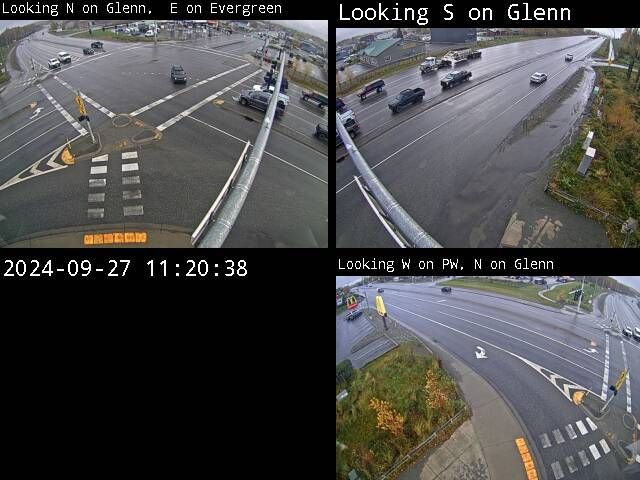 Looking N on Glenn,  E on Evergreen
Looking S on Glenn
2024-09-27 11:20:38
Looking W on PW, N on Glenn